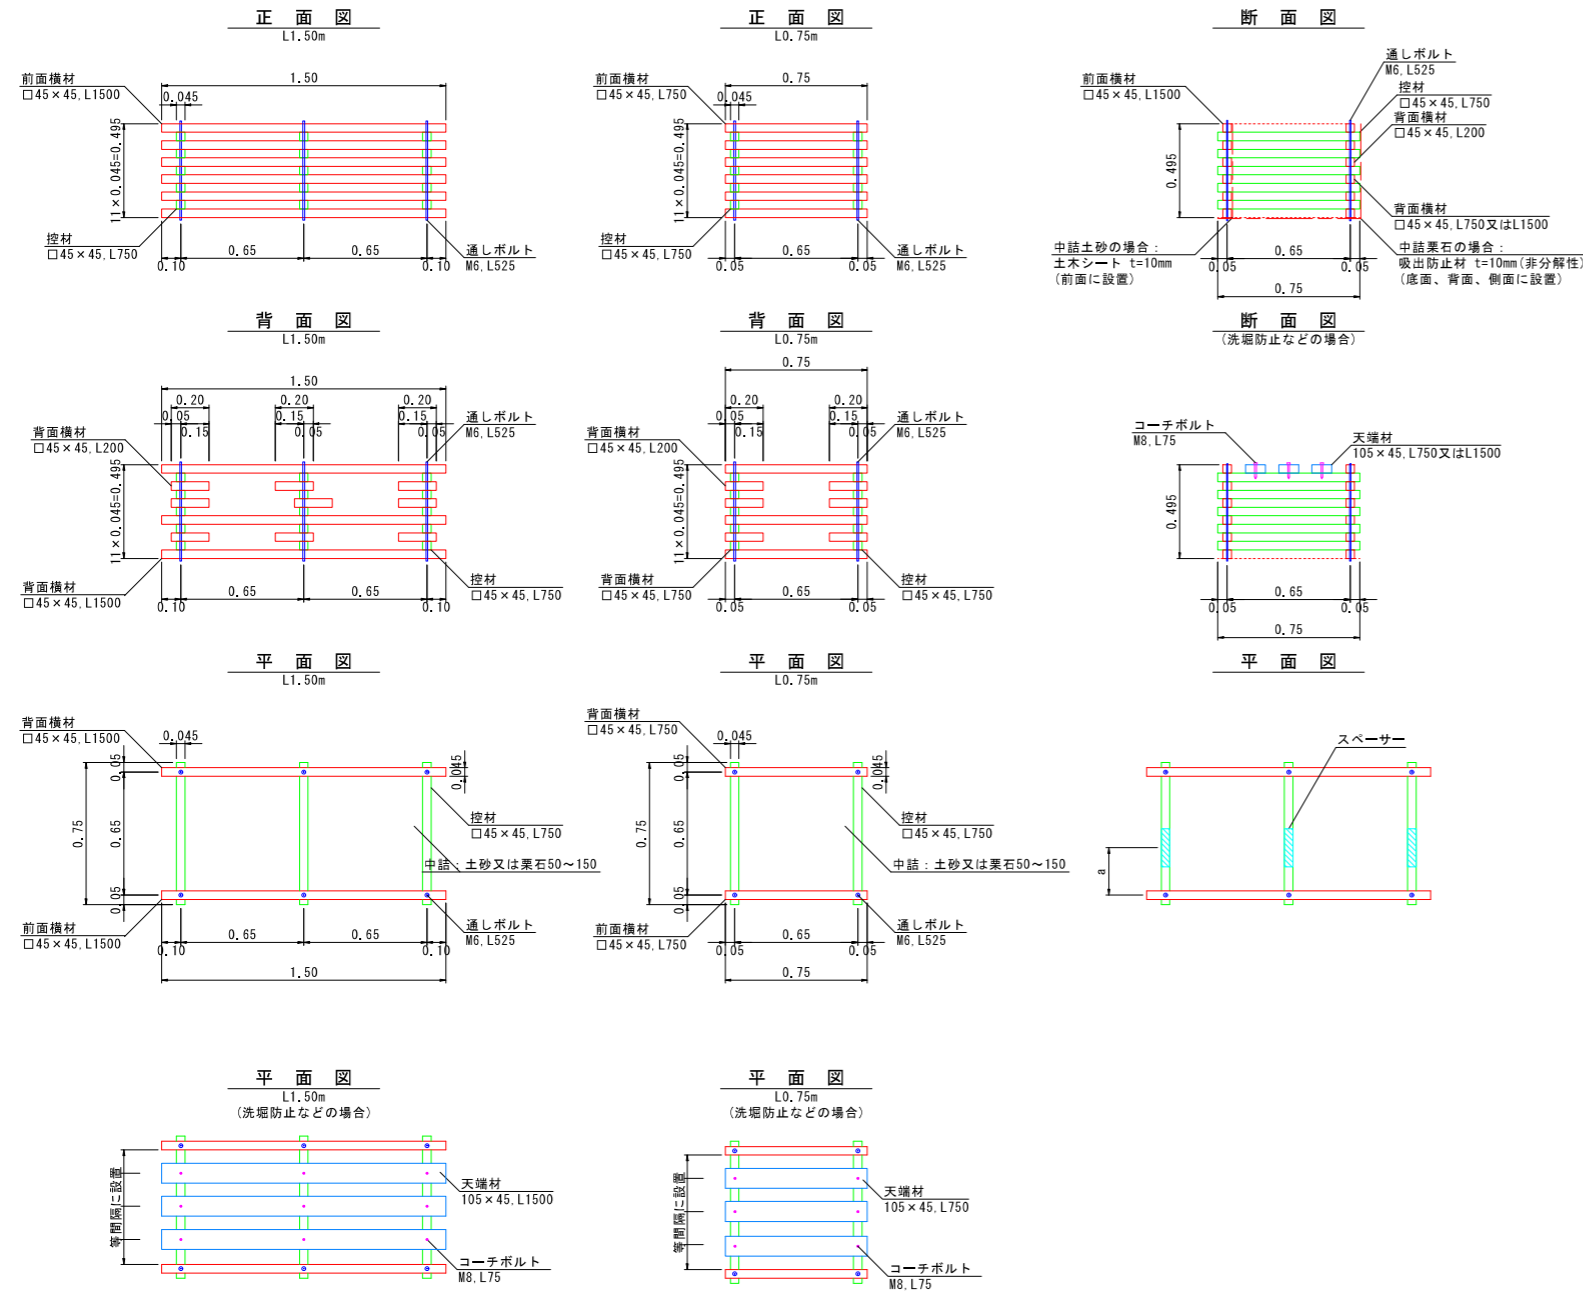 正面図
L1.50m
1.50
前面横材
□45×45,L1500
0.045
11×0.045=0.495
控材
□45×45,L750
0.10
0.65
0.65
0.10
通しボルト
M6,L525
正面図
L0.75m
0.75
前面横材
□45×45,L750
0.045
11×0.045=0.495
控材
□45×45,L750
0.05
0.65
0.05
通しボルト
M6,L525
断面図
通しボルト
M6,L525
前面横材
□45×45,L1500
控材
□45×45,L750
背面横材
□45×45,L200
0.495
背面横材
□45×45,L750又はL1500
中詰土砂の場合：
土木シート t=10mm
(前面に設置)
0.05
0.65
0.05
0.75
中詰栗石の場合：
吸出防止材 t=10mm(非分解性)
(底面、背面、側面に設置)
背面図
L1.50m
1.50
0.20
0.20
0.20
0.05
0.15
0.15
0.05
0.15
0.05
通しボルト
M6,L525
背面横材
□45×45,L200
11×0.045=0.495
背面横材
□45×45,L1500
控材
□45×45,L750
0.10
0.65
0.65
0.10
背面図
L0.75m
0.75
0.20
0.20
0.05
0.15
0.15
0.05
通しボルト
M6,L525
背面横材
□45×45,L200
11×0.045=0.495
背面横材
□45×45,L750
控材
□45×45,L750
0.05
0.65
0.05
断面図
(洗堀防止などの場合)
コーチボルト
M8,L75
天端材
105×45,L750又はL1500
0.495
0.05
0.65
0.05
0.75
平面図
L1.50m
背面横材
□45×45,L1500
0.045
0.045
0.05
0.75
0.65
0.05
控材
□45×45,L750
中詰：土砂又は栗石50～150
前面横材
□45×45,L1500
通しボルト
M6,L525
0.10
0.65
0.65
0.10
1.50
平面図
L0.75m
背面横材
□45×45,L750
0.045
0.045
0.05
0.75
0.65
0.05
控材
□45×45,L750
中詰：土砂又は栗石50～150
前面横材
□45×45,L750
通しボルト
M6,L525
0.05
0.65
0.05
0.75
平面図
スペーサー
a
平面図
L1.50m
(洗堀防止などの場合)
等間隔に設置
天端材
105×45,L1500
コーチボルト
M8,L75
平面図
L0.75m
(洗堀防止などの場合)
等間隔に設置
天端材
105×45,L750
コーチボルト
M8,L75